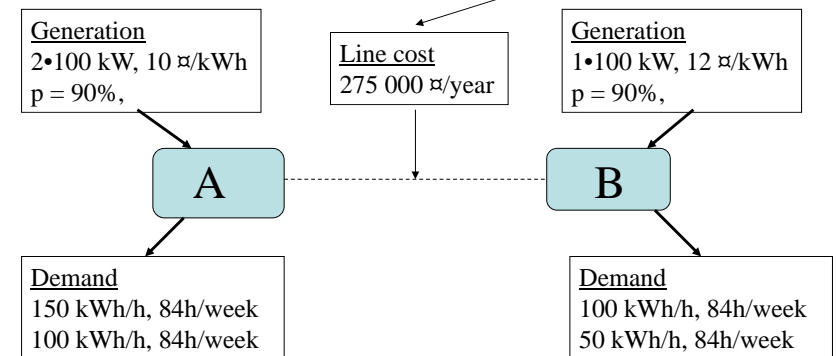 Generation
2•100 kW, 10 ¤/kWh
p = 90%,
Line cost
275 000 ¤/year
Generation
1•100 kW, 12 ¤/kWh
p = 90%,
A
B
Demand
150 kWh/h, 84h/week
100 kWh/h, 84h/week
Demand
100 kWh/h, 84h/week
50 kWh/h, 84h/week